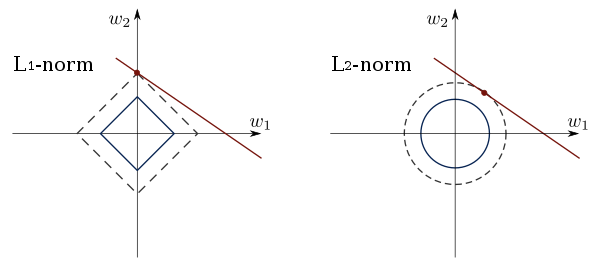 w₂
L₁-norm
w₁
w₂
L₂-norm
w₁